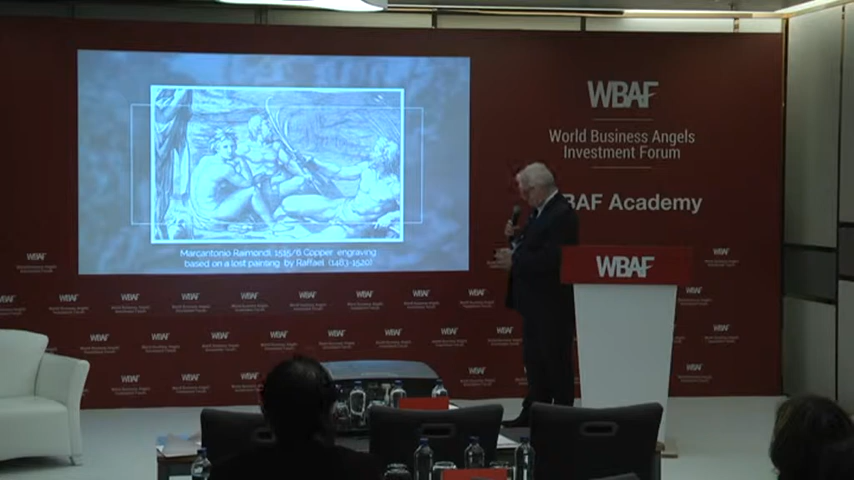 Marcantonio Raimondi, 1515/6 Copper engraving
based on a lost painting by Raffael (1483-1520)
WBAF
World Business Angels
Investment Forum
BAF Academy
WBAF